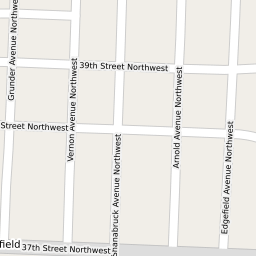 Grunder Avenue Northwest
39th Street Northwest
Vernon Avenue Northwest
Arnold Avenue Northwest
Street Northwest
Edgefield Avenue Northwest
Shanabruck Avenue Northwest
field
37th Street Northwest